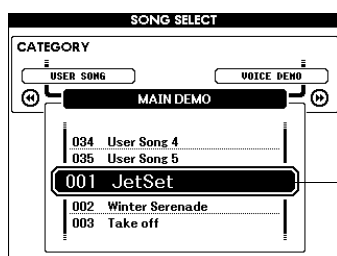 SONG SELECT
CATEGORY
USER SONG VOICE DEMO
MAIN DEMO
034 User Song 4
035 User Song 5
001 JetSet
002 Winter Serenade
003 Take off